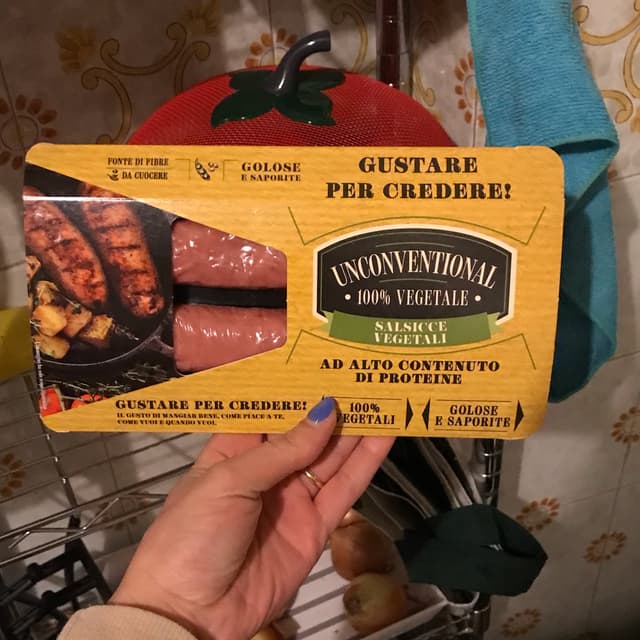 FONTE DI FIBRE
DA CUOCERE
GOLOSE
E SAPORITE
GUSTARE
PER CREDERE!
UNCONVENTIONAL
100% VEGETALE
SALSICCE
VEGETALI
AD ALTO CONTENUTO
DI PROTEINE
GUSTARE PER CREDERE!
IL GUSTO DI MANGIAR BENE, COME PIACE A TE,
COME VUOI E QUANDO VUOI.
100%
VEGETALI
GOLOSE
E SAPORITE